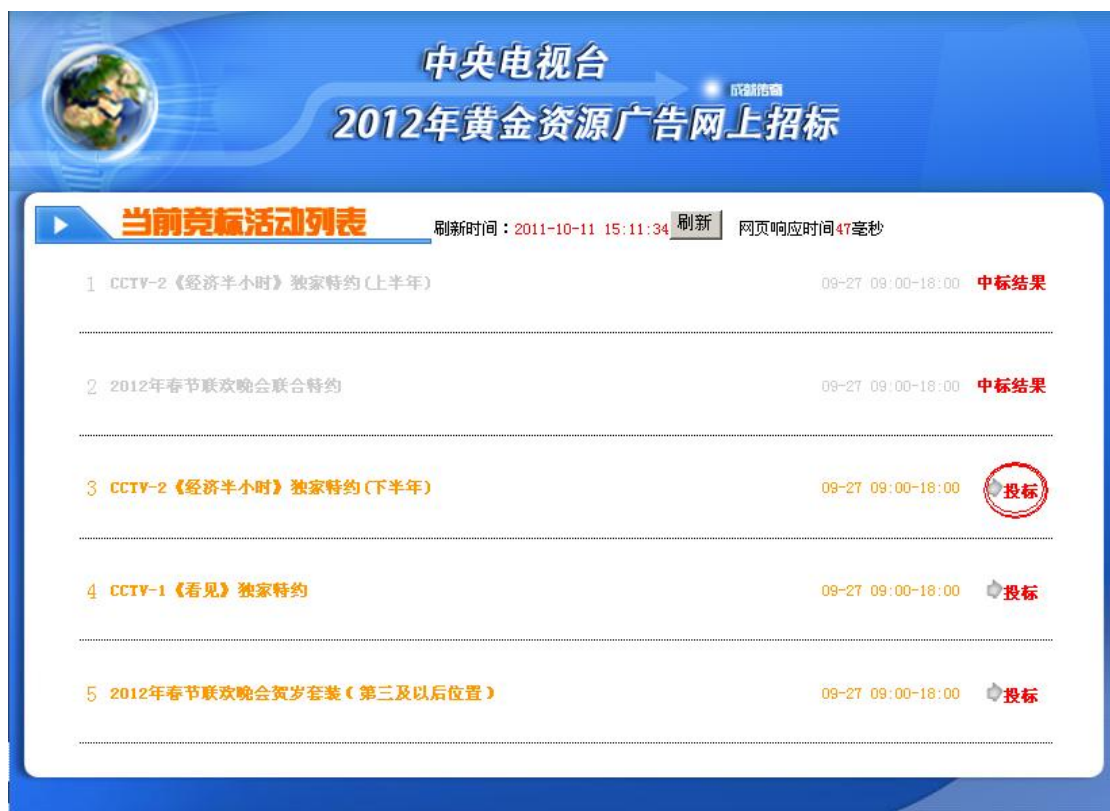 中央电视台
成就传奇
2012年黄金资源广告网上招标
当前竞标活动列表 刷新时间：2011-10-11 15:11:34 刷新 网页响应时间47毫秒
1 CCTV-2《经济半小时》独家特约(上半年) 09-27 09:00-18:00 中标结果
2 2012年春节联欢晚会联合特约 09-27 09:00-18:00 中标结果
3 CCTV-2《经济半小时》独家特约(下半年) 09-27 09:00-18:00 投标
4 CCTV-1《看见》独家特约 09-27 09:00-18:00 投标
5 2012年春节联欢晚会贺岁套装（第三及以后位置） 09-27 09:00-18:00 投标